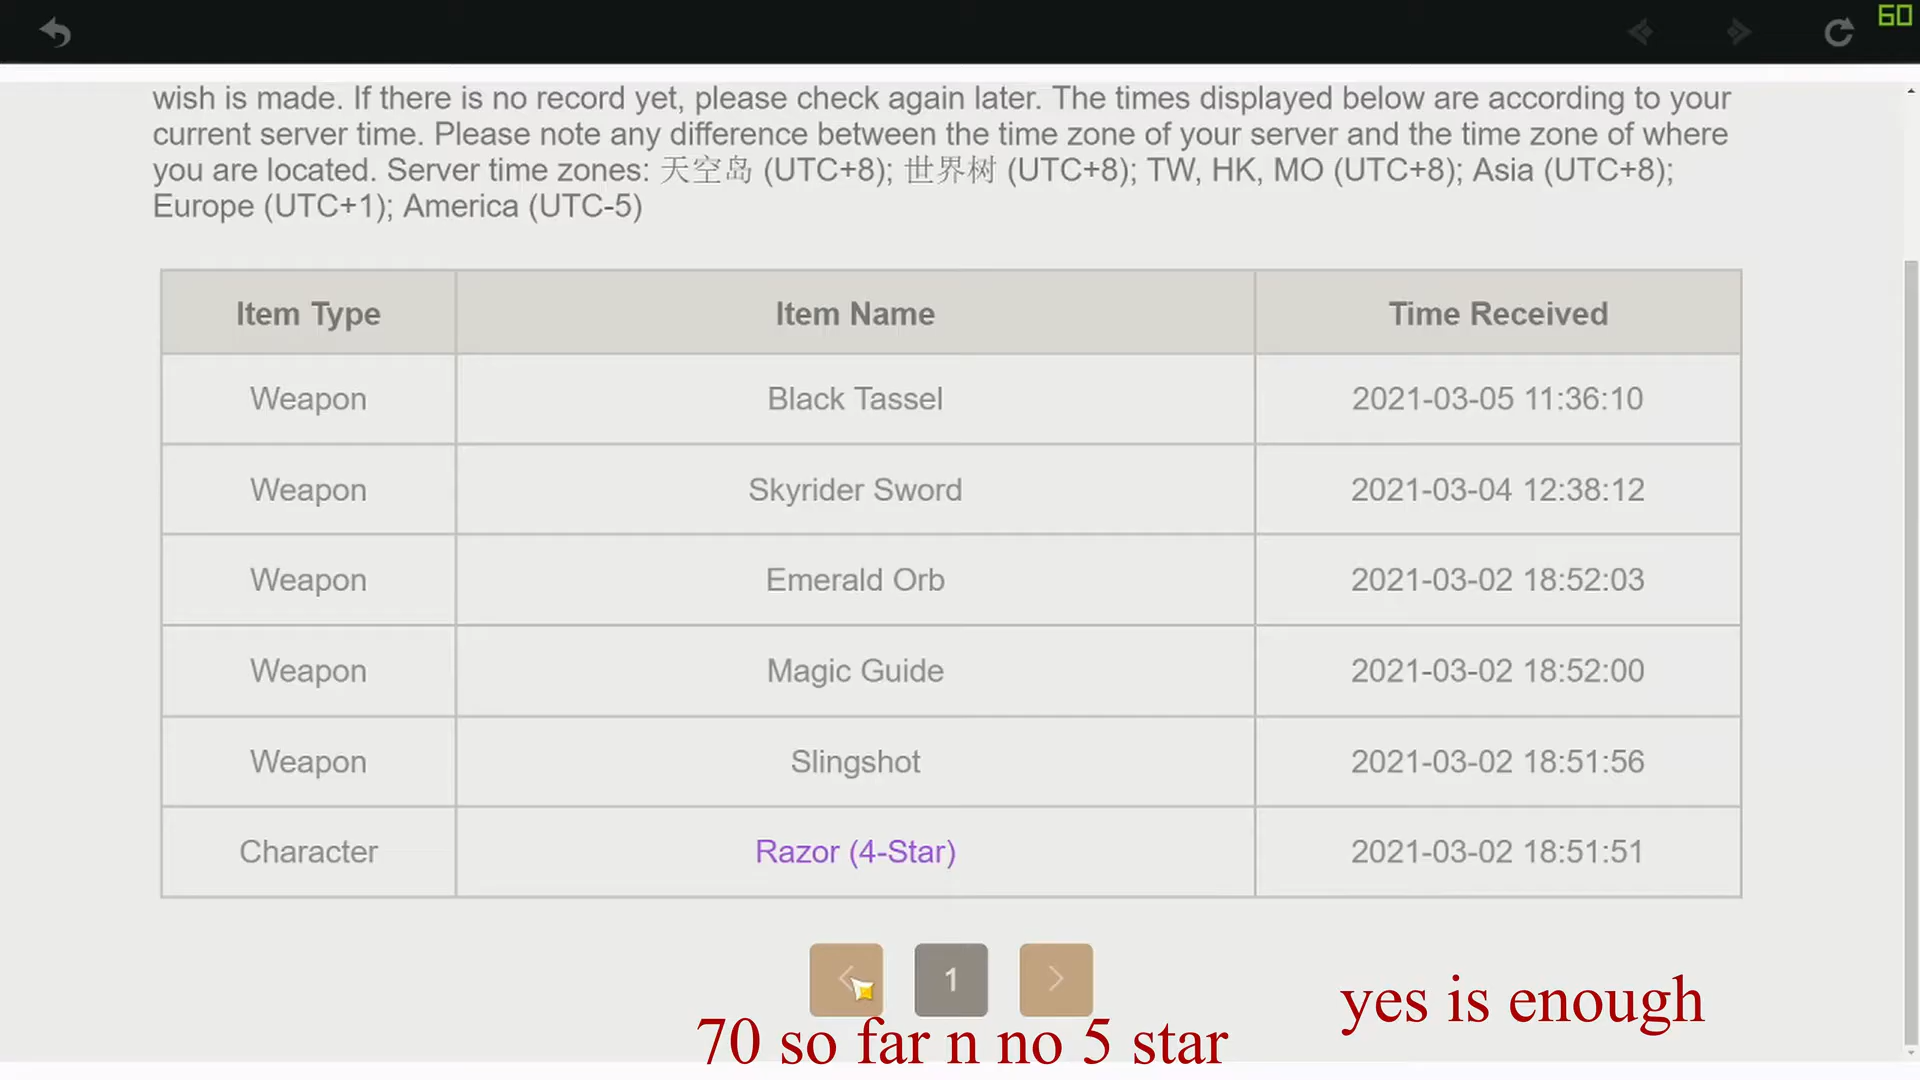 60
wish is made. If there is no record yet, please check again later. The times displayed below are according to your
current server time. Please note any difference between the time zone of your server and the time zone of where
you are located. Server time zones: 天空岛 (UTC+8); 世界树 (UTC+8); TW, HK, MO (UTC+8); Asia (UTC+8);
Europe (UTC+1); America (UTC-5)
Item Type Item Name Time Received
Weapon Black Tassel 2021-03-05 11:36:10
Weapon Skyrider Sword 2021-03-04 12:38:12
Weapon Emerald Orb 2021-03-02 18:52:03
Weapon Magic Guide 2021-03-02 18:52:00
Weapon Slingshot 2021-03-02 18:51:56
Character Razor (4-Star) 2021-03-02 18:51:51
1
yes is enough
70 so far n no 5 star